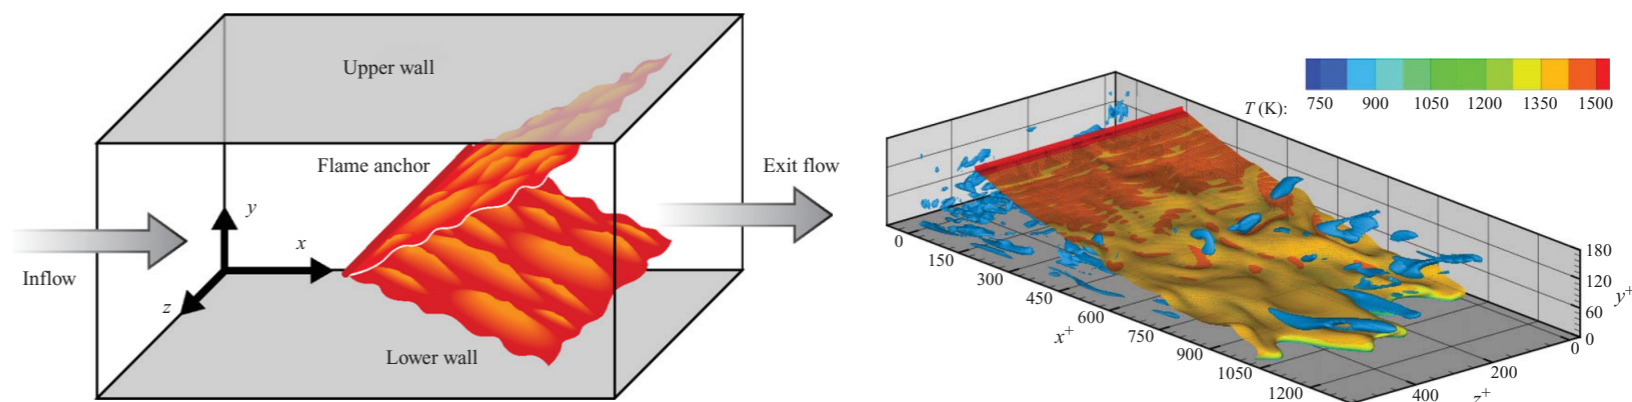 Upper wall
Flame anchor
Exit flow
y
x
Inflow
z
Lower wall
T (K):
750 900 1050 1200 1350 1500
0
150
300
450
600
750
900
1050
1200
x+
180
120
60
0
y+
0
200
400
z+